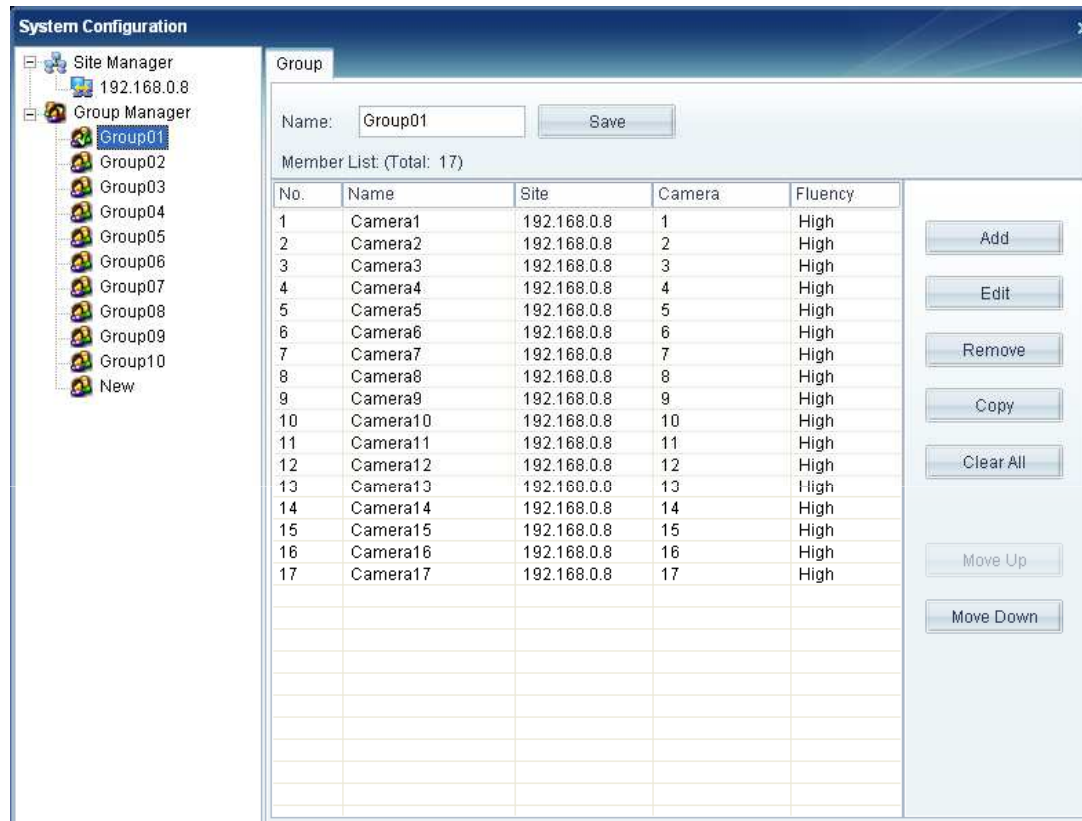 System Configuration
Site Manager
192.168.0.8
Group Manager
Group01
Group02
Group03
Group04
Group05
Group06
Group07
Group08
Group09
Group10
New
Group
Name: Group01 Save
Member List: (Total: 17)
No. Name Site Camera Fluency
1 Camera1 192.168.0.8 1 High
2 Camera2 192.168.0.8 2 High
3 Camera3 192.168.0.8 3 High
4 Camera4 192.168.0.8 4 High
5 Camera5 192.168.0.8 5 High
6 Camera6 192.168.0.8 6 High
7 Camera7 192.168.0.8 7 High
8 Camera8 192.168.0.8 8 High
9 Camera9 192.168.0.8 9 High
10 Camera10 192.168.0.8 10 High
11 Camera11 192.168.0.8 11 High
12 Camera12 192.168.0.8 12 High
13 Camera13 192.168.0.8 13 High
14 Camera14 192.168.0.8 14 High
15 Camera15 192.168.0.8 15 High
16 Camera16 192.168.0.8 16 High
17 Camera17 192.168.0.8 17 High
Add
Edit
Remove
Copy
Clear All
Move Up
Move Down